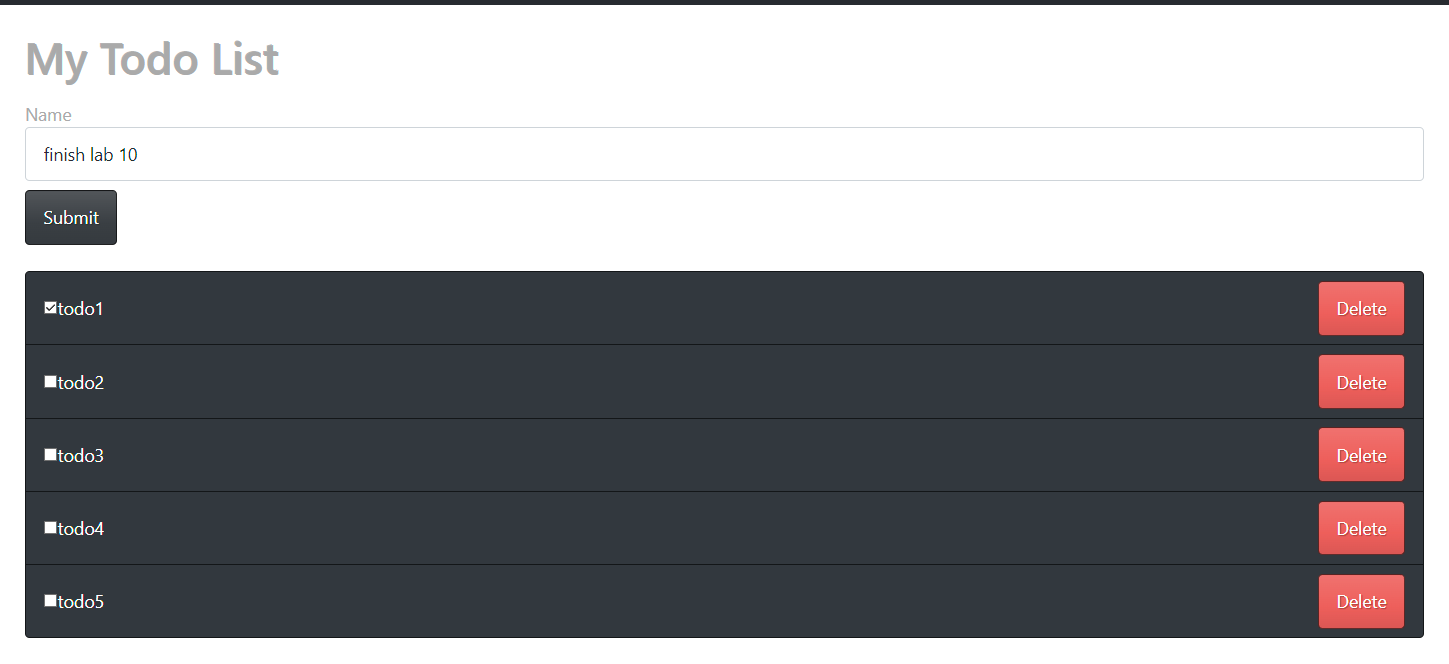 My Todo List
Name
finish lab 10
Submit
todo1 Delete
todo2 Delete
todo3 Delete
todo4 Delete
todo5 Delete